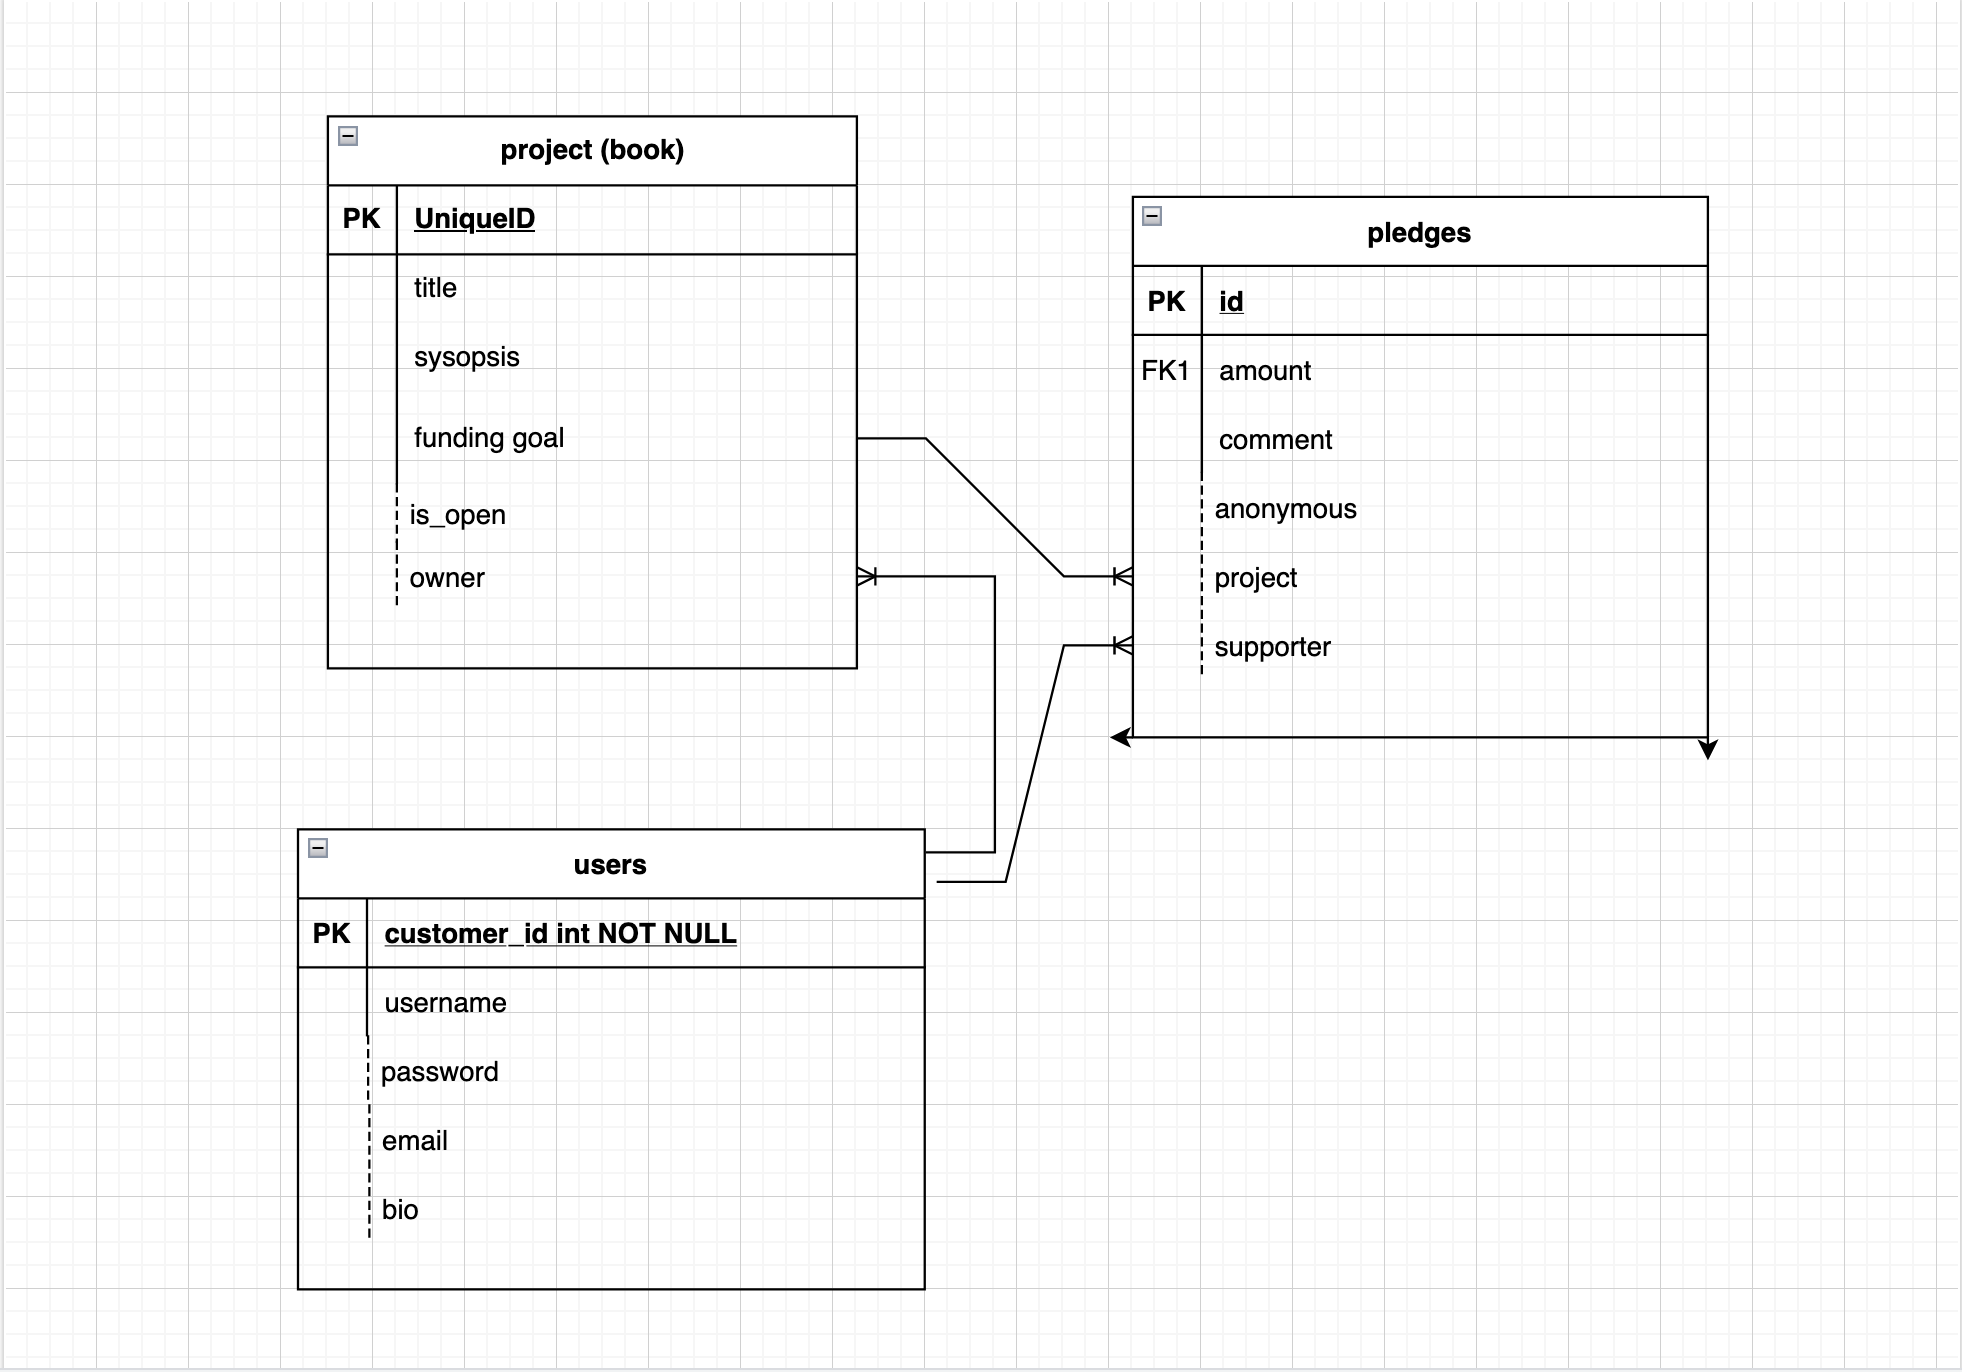 project (book)
PK UniqueID
title
sysopsis
funding goal
is_open
owner
pledges
PK id
FK1 amount
comment
anonymous
project
supporter
users
PK customer_id int NOT NULL
username
password
email
bio